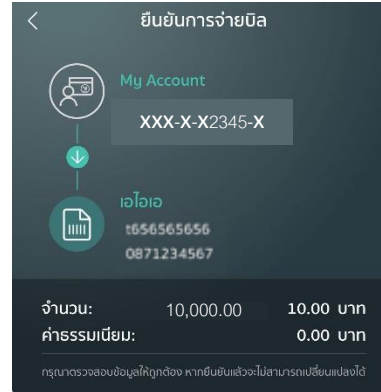 ยืนยันการจ่ายบิล
My Account
XXX-X-X2345-X
เอไอเอ
t656565656
0871234567
จำนวน: 10,000.00 10.00 บาท
ค่าธรรมเนียม: 0.00 บาท
กรุณาตรวจสอบข้อมูลให้ถูกต้อง หากยืนยันแล้วจะไม่สามารถเปลี่ยนแปลงได้